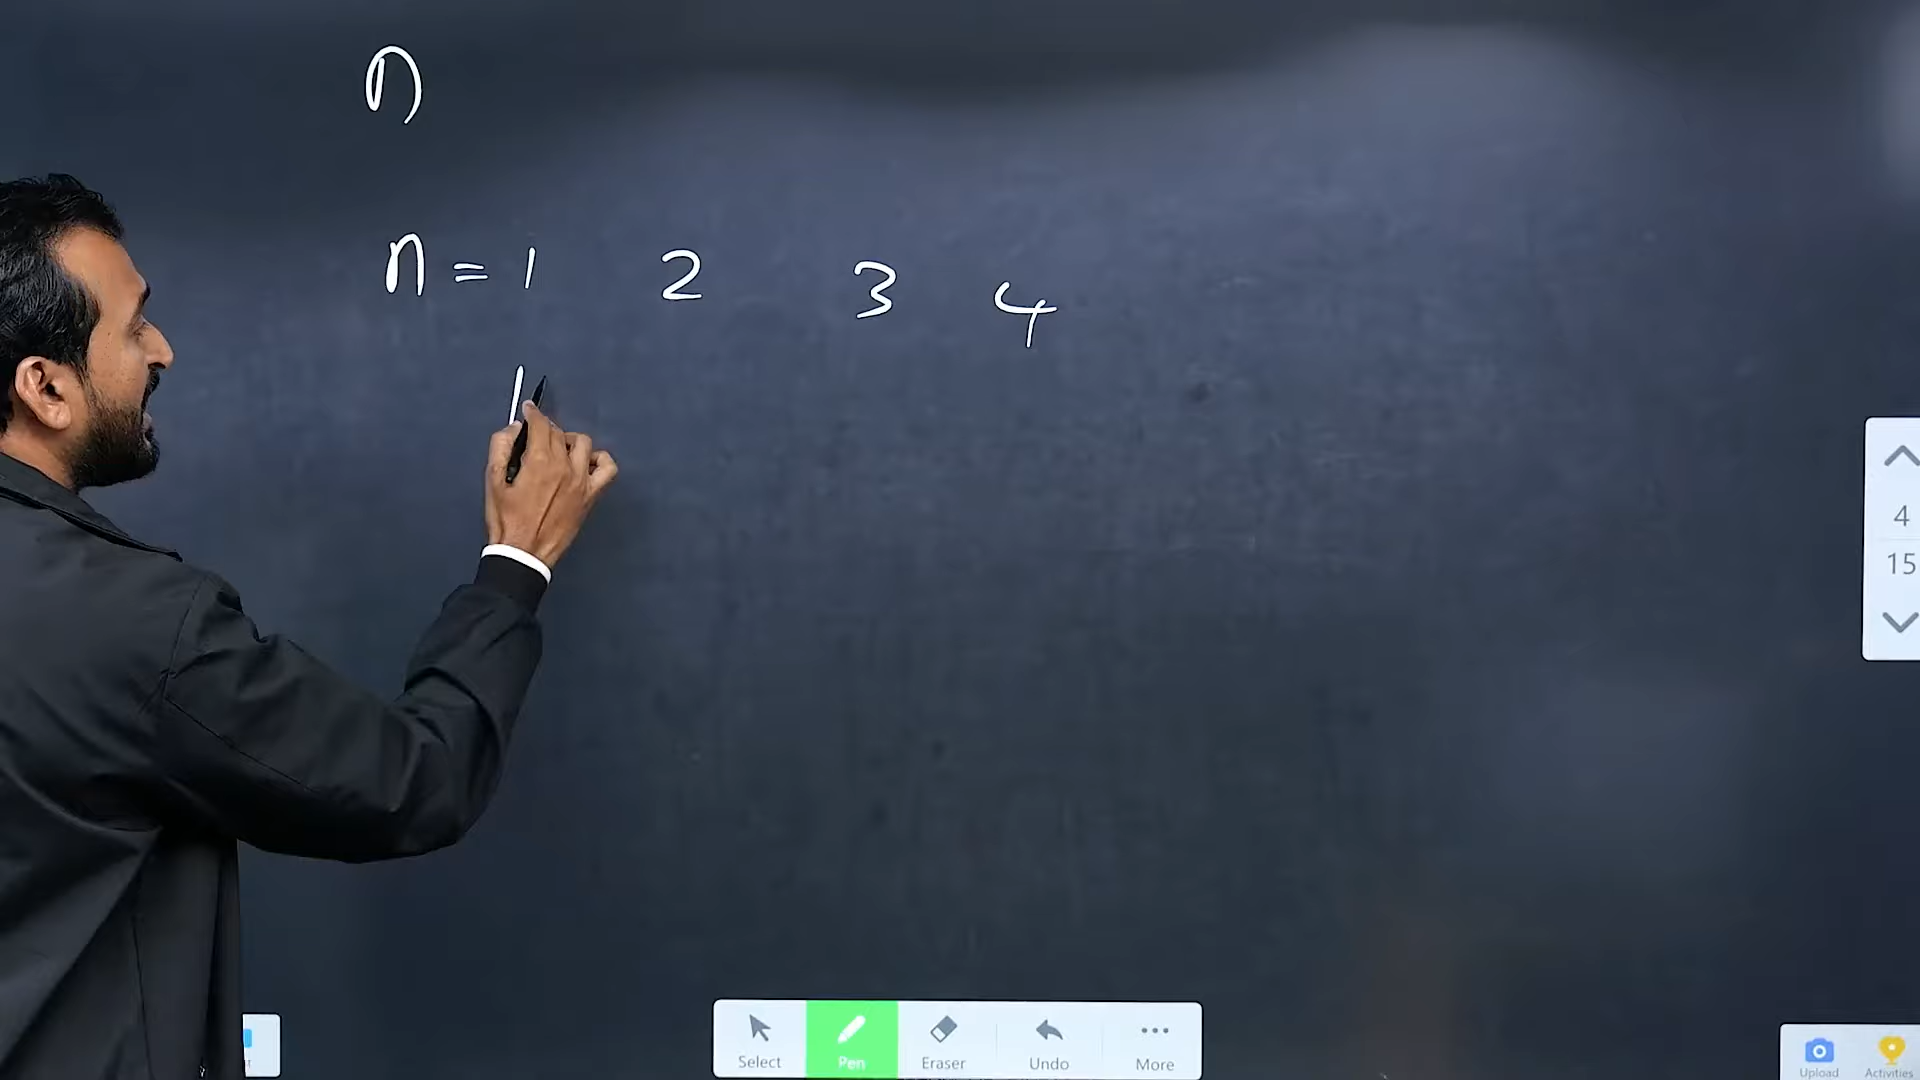 n
n = 1 2 3 4
1
4
15
Select Pen Eraser Undo More
Upload Activities